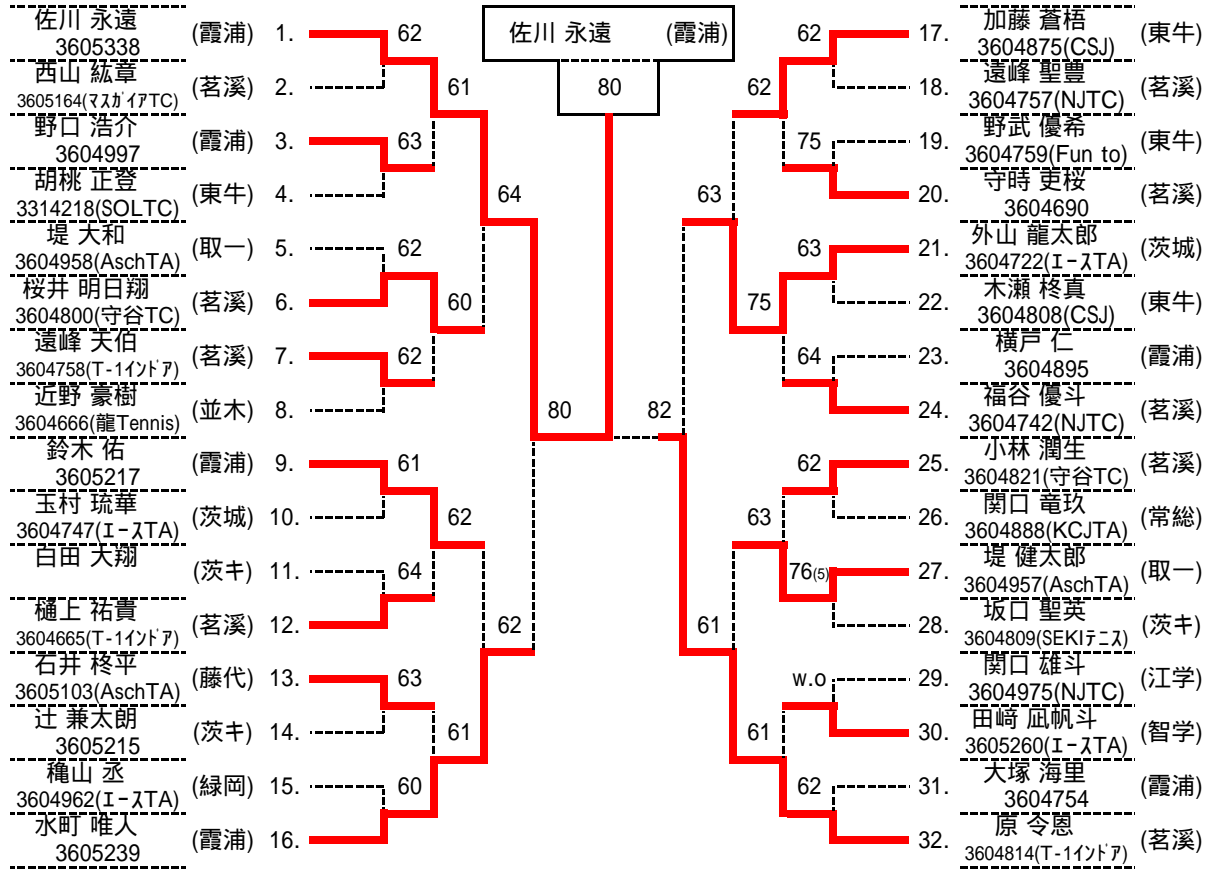 佐川 永遠 (霞浦)
80
佐川 永遠
3605338
(霞浦) 1.
西山 紘章
3605164(マスガイアTC)
(茗溪) 2.
野口 浩介
3604997
(霞浦) 3.
胡桃 正登
3314218(SOLTC)
(東牛) 4.
堤 大和
3604958(AschTA)
(取一) 5.
桜井 明日翔
3604800(守谷TC)
(茗溪) 6.
遠峰 天伯
3604758(T-1インドア)
(茗溪) 7.
近野 豪樹
3604666(龍Tennis)
(並木) 8.
鈴木 佑
3605217
(霞浦) 9.
玉村 琉華
3604747(エースTA)
(茨城) 10.
白田 大翔
(茨キ) 11.
樋上 祐貴
3604665(T-1インドア)
(茗溪) 12.
石井 柊平
3605103(AschTA)
(藤代) 13.
辻 兼太朗
3605215
(茨キ) 14.
穐山 丞
3604962(エースTA)
(緑岡) 15.
水町 唯人
3605239
(霞浦) 16.
62
63
62
62
61
64
63
60
61
60
62
61
64
62
80
82
63
61
62
75
63
61
62
75
63
64
62
76(5)
w.o
62
17. 加藤 蒼梧
3604875(CSJ)
(東牛)
18. 遠峰 聖豊
3604757(NJTC)
(茗溪)
19. 野武 優希
3604759(Fun to)
(東牛)
20. 守時 吏桜
3604690
(茗溪)
21. 外山 龍太郎
3604722(エースTA)
(茨城)
22. 木瀬 柊真
3604808(CSJ)
(東牛)
23. 横戸 仁
3604895
(霞浦)
24. 福谷 優斗
3604742(NJTC)
(茗溪)
25. 小林 潤生
3604821(守谷TC)
(茗溪)
26. 関口 竜玖
3604888(KCJTA)
(常総)
27. 堤 健太郎
3604957(AschTA)
(取一)
28. 坂口 聖英
3604809(SEKIテニス)
(茨キ)
29. 関口 雄斗
3604975(NJTC)
(江学)
30. 田﨑 凪帆斗
3605260(エースTA)
(智学)
31. 大塚 海里
3604754
(霞浦)
32. 原 令恩
3604814(T-1インドア)
(茗溪)